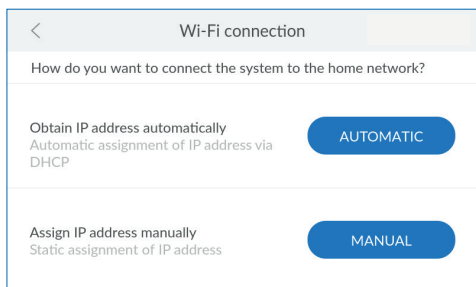 Wi-Fi connection
How do you want to connect the system to the home network?
Obtain IP address automatically
Automatic assignment of IP address via
DHCP
AUTOMATIC
Assign IP address manually
Static assignment of IP address
MANUAL